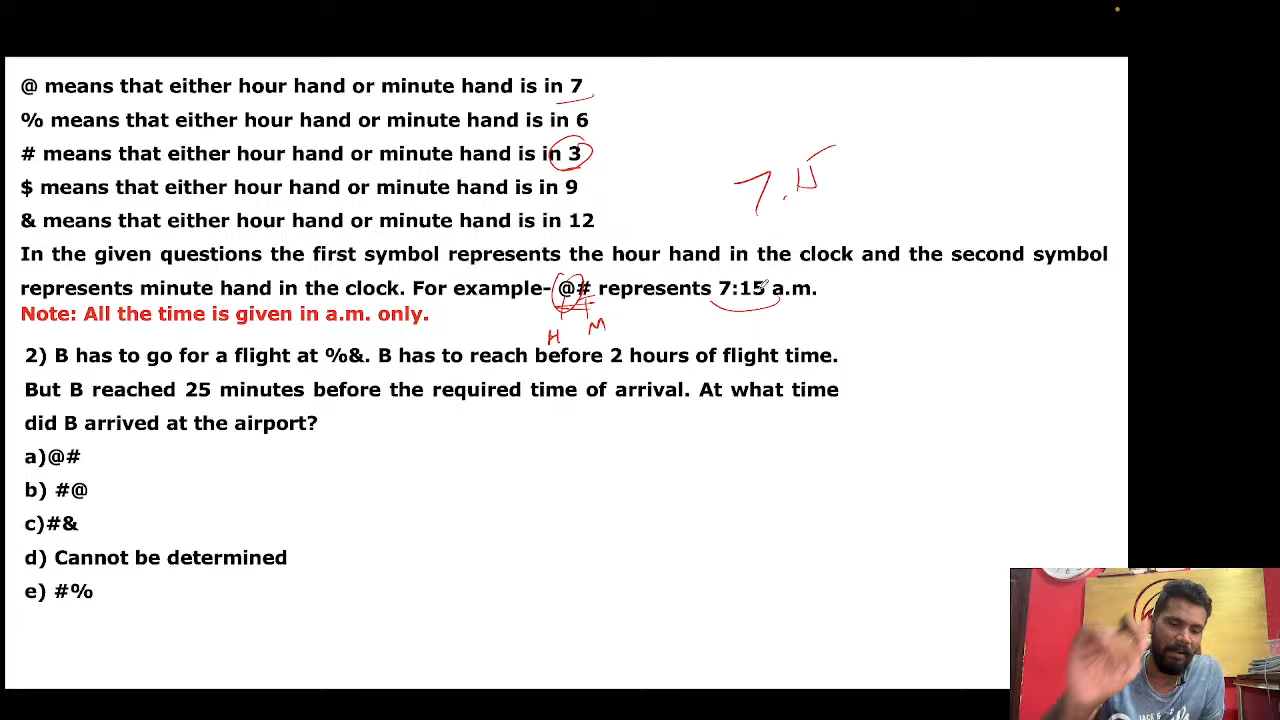 @ means that either hour hand or minute hand is in 7
% means that either hour hand or minute hand is in 6
# means that either hour hand or minute hand is in 3
$ means that either hour hand or minute hand is in 9
& means that either hour hand or minute hand is in 12
7.15
In the given questions the first symbol represents the hour hand in the clock and the second symbol
represents minute hand in the clock. For example- @# represents 7:15 a.m.
Note: All the time is given in a.m. only.
H M
2) B has to go for a flight at %&. B has to reach before 2 hours of flight time.
But B reached 25 minutes before the required time of arrival. At what time
did B arrived at the airport?
a)@#
b) #@
c)#&
d) Cannot be determined
e) #%